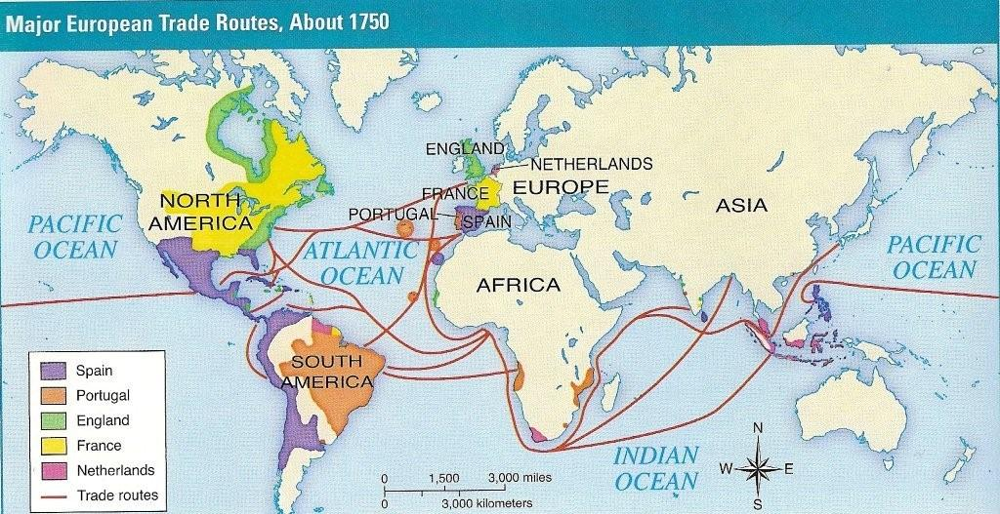 Major European Trade Routes, About 1750
ENGLAND
NETHERLANDS
EUROPE
FRANCE
PORTUGAL
SPAIN
NORTH
AMERICA
ASIA
PACIFIC
OCEAN
ATLANTIC
OCEAN
PACIFIC
OCEAN
AFRICA
SOUTH
AMERICA
INDIAN
OCEAN
Spain
Portugal
England
France
Netherlands
Trade routes
0 1,500 3,000 miles
0 3,000 kilometers
N
W E
S